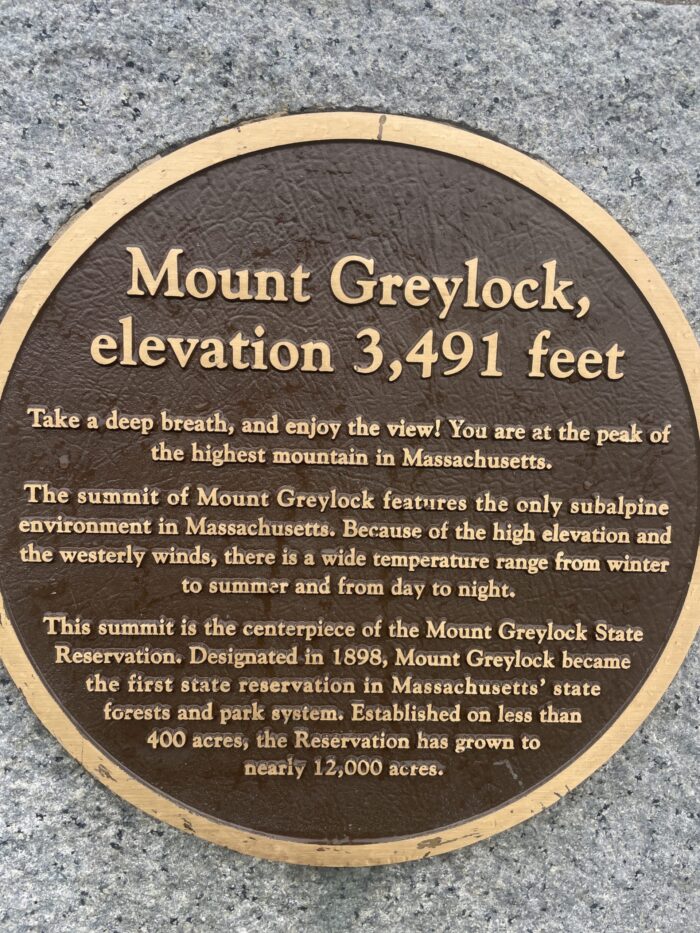 Mount Greylock,
elevation 3,491 feet
Take a deep breath, and enjoy the view! You are at the peak of
the highest mountain in Massachusetts.
The summit of Mount Greylock features the only subalpine
environment in Massachusetts. Because of the high elevation and
the westerly winds, there is a wide temperature range from winter
to summer and from day to night.
This summit is the centerpiece of the Mount Greylock State
Reservation. Designated in 1898, Mount Greylock became
the first state reservation in Massachusetts’ state
forests and park system. Established on less than
400 acres, the Reservation has grown to
nearly 12,000 acres.